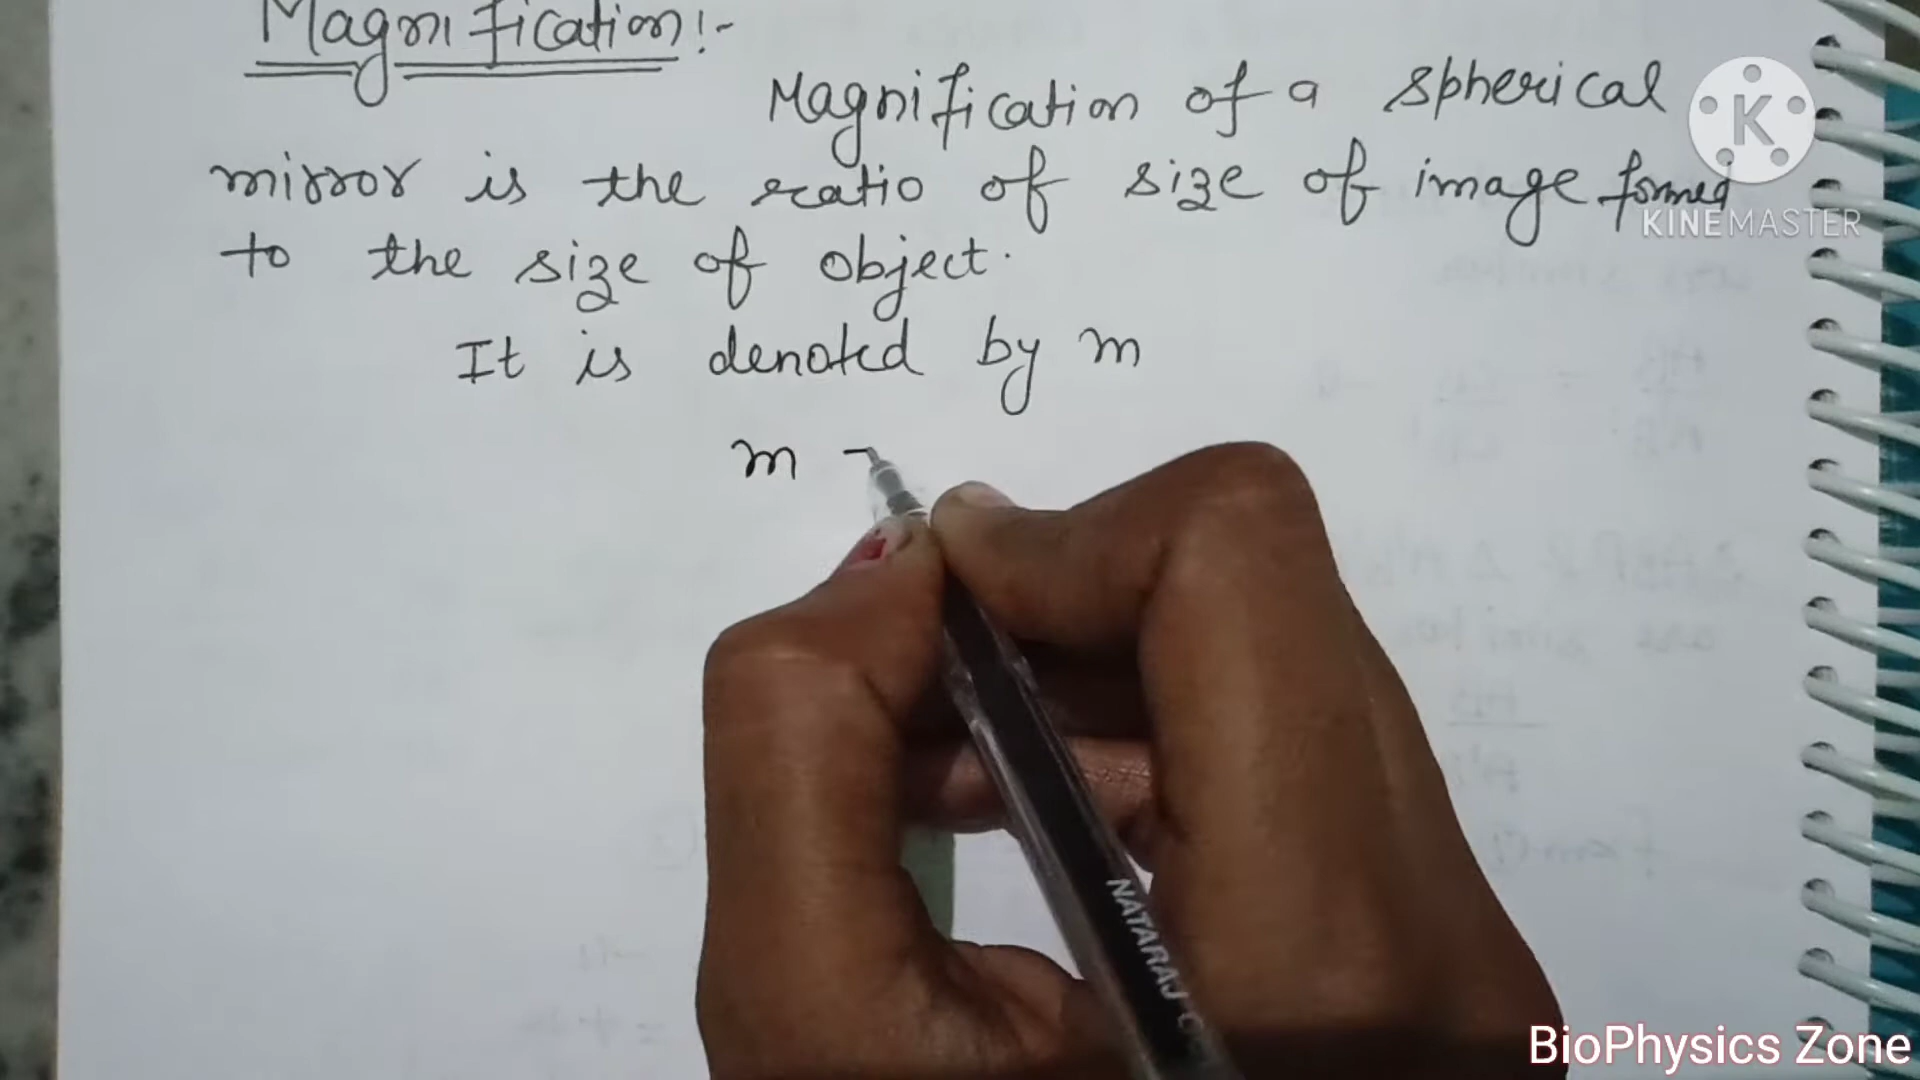 Magnification:-
Magnification of a spherical
mirror is the ratio of size of image formed
to the size of object.
It is denoted by m
m -
K
KINEMASTER
NATARAJ
BioPhysics Zone